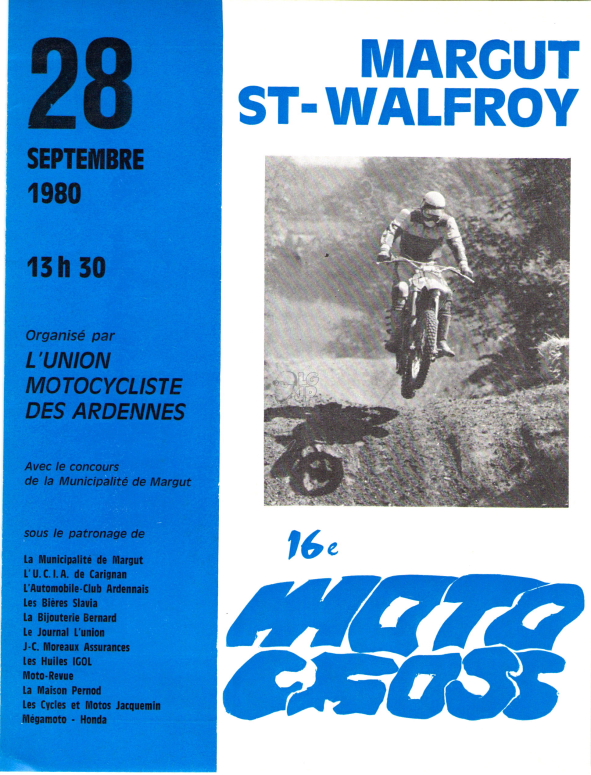 28
SEPTEMBRE
1980
13 h 30
Organisé par
L'UNION
MOTOCYCLISTE
DES ARDENNES
Avec le concours
de la Municipalité de Margut
sous le patronage de
La Municipalité de Margut
L'U.C.I.A. de Carignan
L'Automobile-Club Ardennais
Les Bières Slavia
La Bijouterie Bernard
Le Journal L'union
J-C. Moreaux Assurances
Les Huiles IGOL
Moto-Revue
La Maison Pernod
Les Cycles et Motos Jacquemin
Mégamoto - Honda
MARGUT
ST-WALFROY
16e
MOTO
CROSS